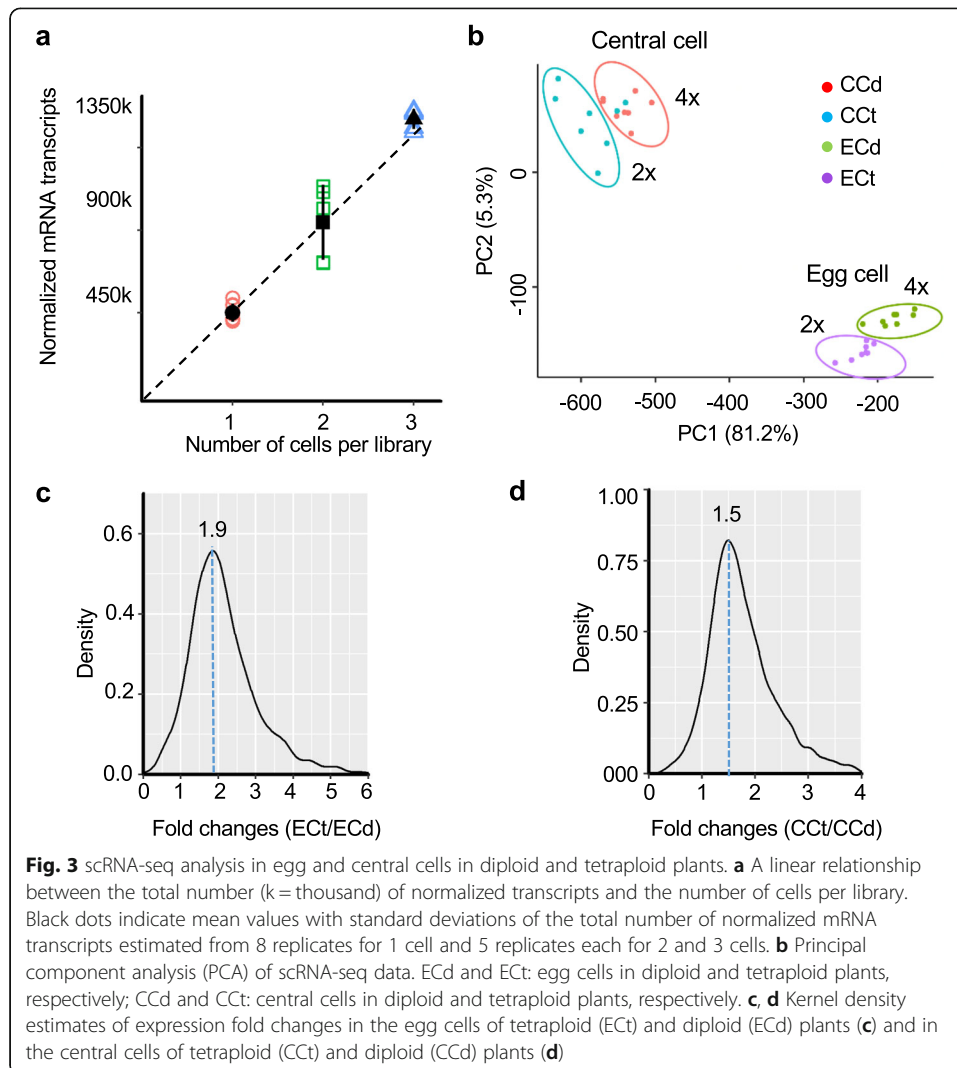 a
1350k
900k
450k
Normalized mRNA transcripts
1 2 3
Number of cells per library
b
Central cell
4x
2x
CCd
CCt
ECd
ECt
Egg cell
4x
2x
0
-100
PC2 (5.3%)
-600 -500 -400 -300 -200
PC1 (81.2%)
c
1.9
0.6
0.4
0.2
0.0
Density
0 1 2 3 4 5 6
Fold changes (ECt/ECd)
d
1.5
1.00
0.75
0.50
0.25
000
Density
0 1 2 3 4
Fold changes (CCt/CCd)
Fig. 3 scRNA-seq analysis in egg and central cells in diploid and tetraploid plants. a A linear relationship
between the total number (k = thousand) of normalized transcripts and the number of cells per library.
Black dots indicate mean values with standard deviations of the total number of normalized mRNA
transcripts estimated from 8 replicates for 1 cell and 5 replicates each for 2 and 3 cells. b Principal
component analysis (PCA) of scRNA-seq data. ECd and ECt: egg cells in diploid and tetraploid plants,
respectively; CCd and CCt: central cells in diploid and tetraploid plants, respectively. c, d Kernel density
estimates of expression fold changes in the egg cells of tetraploid (ECt) and diploid (ECd) plants (c) and in
the central cells of tetraploid (CCt) and diploid (CCd) plants (d)